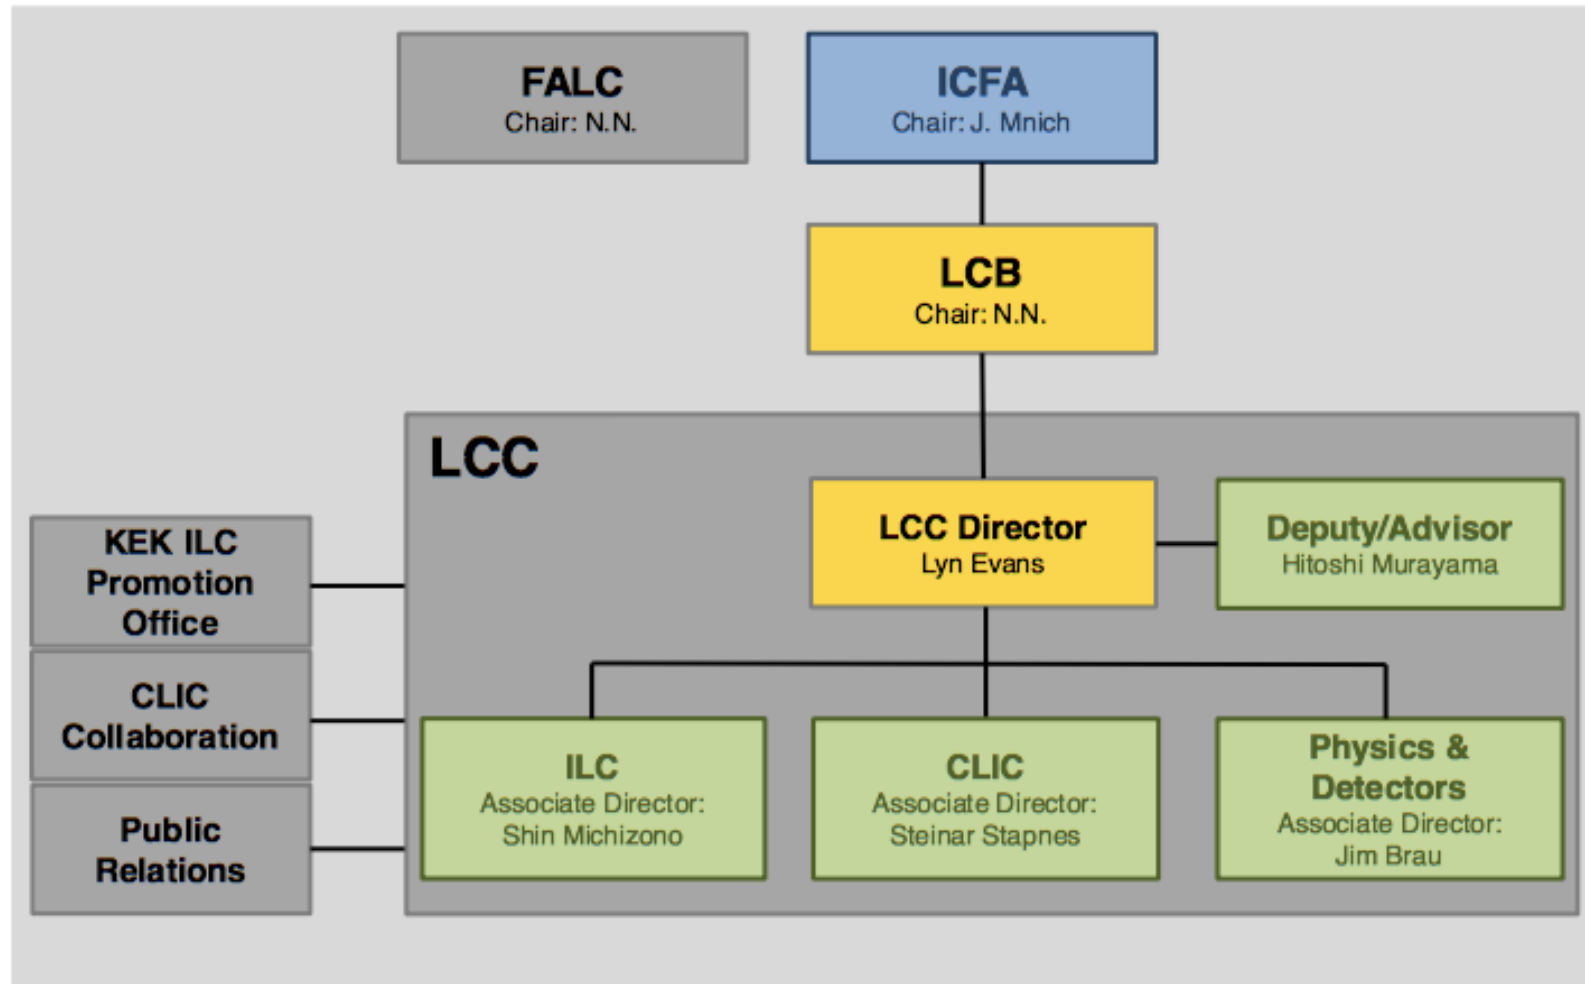 FALC
Chair: N.N.
ICFA
Chair: J. Mnich
LCB
Chair: N.N.
LCC
LCC Director
Lyn Evans
Deputy/Advisor
Hitoshi Murayama
KEK ILC
Promotion
Office
CLIC
Collaboration
Public
Relations
ILC
Associate Director:
Shin Michizono
CLIC
Associate Director:
Steinar Stapnes
Physics &
Detectors
Associate Director:
Jim Brau